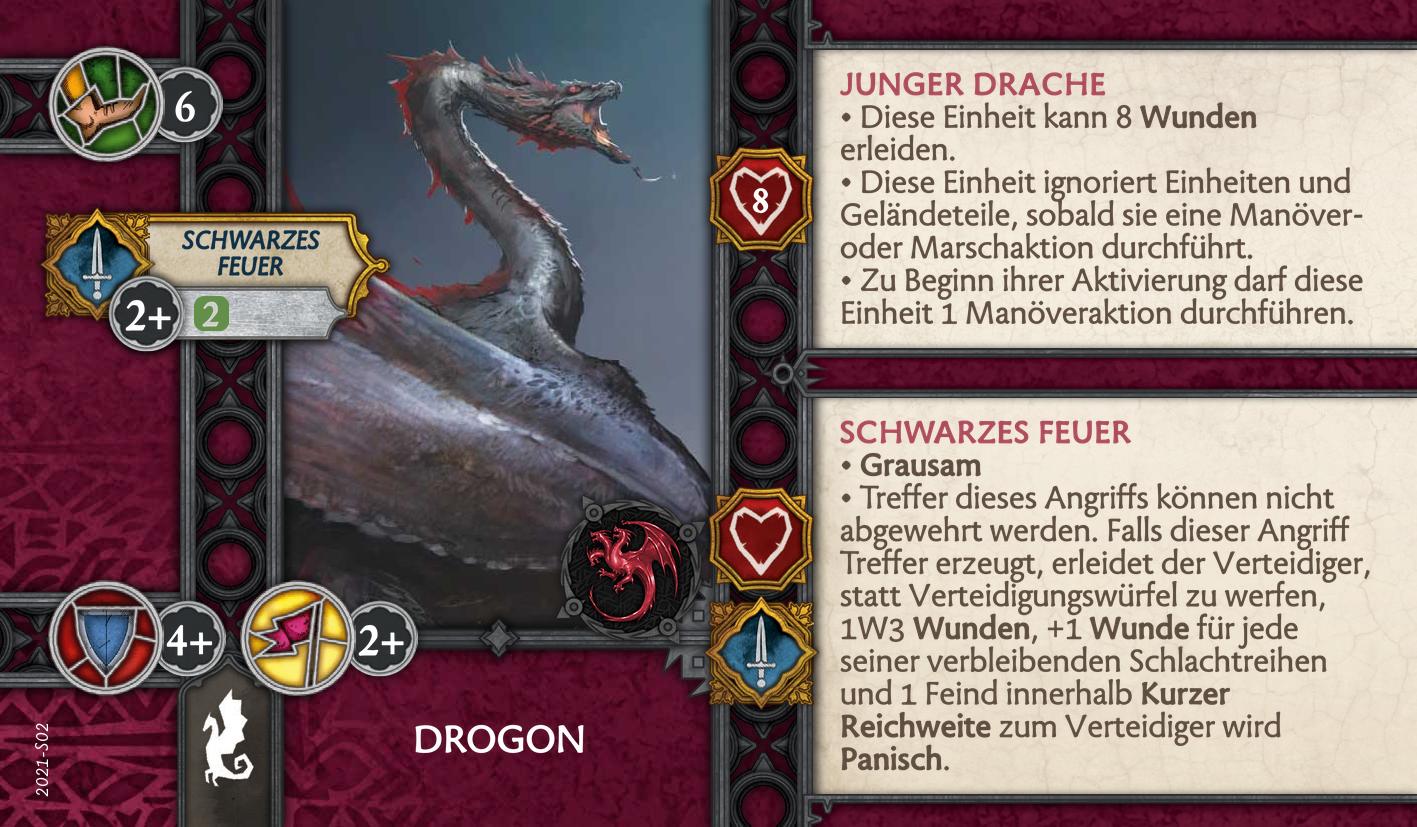 6
SCHWARZES
FEUER
2+
2
4+
2+
2021-S02
DROGON
8
JUNGER DRACHE
• Diese Einheit kann 8 Wunden
erleiden.
• Diese Einheit ignoriert Einheiten und
Geländeteile, sobald sie eine Manöver-
oder Marschaktion durchführt.
• Zu Beginn ihrer Aktivierung darf diese
Einheit 1 Manöveraktion durchführen.
SCHWARZES FEUER
• Grausam
• Treffer dieses Angriffs können nicht
abgewehrt werden. Falls dieser Angriff
Treffer erzeugt, erleidet der Verteidiger,
statt Verteidigungswürfel zu werfen,
1W3 Wunden, +1 Wunde für jede
seiner verbleibenden Schlachtreihen
und 1 Feind innerhalb Kurzer
Reichweite zum Verteidiger wird
Panisch.